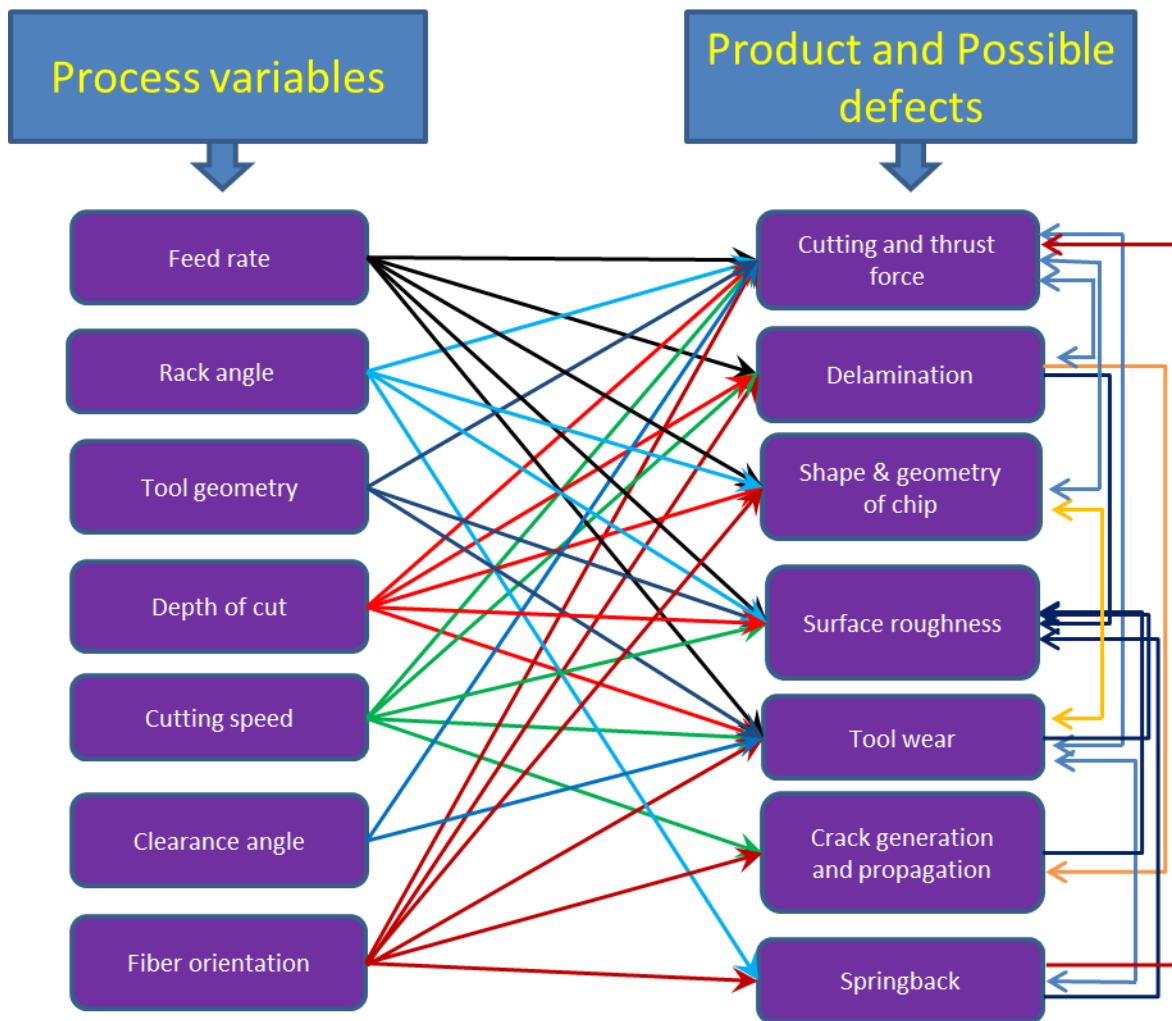 Process variables
Product and Possible
defects
Feed rate
Rack angle
Tool geometry
Depth of cut
Cutting speed
Clearance angle
Fiber orientation
Cutting and thrust
force
Delamination
Shape & geometry
of chip
Surface roughness
Tool wear
Crack generation
and propagation
Springback